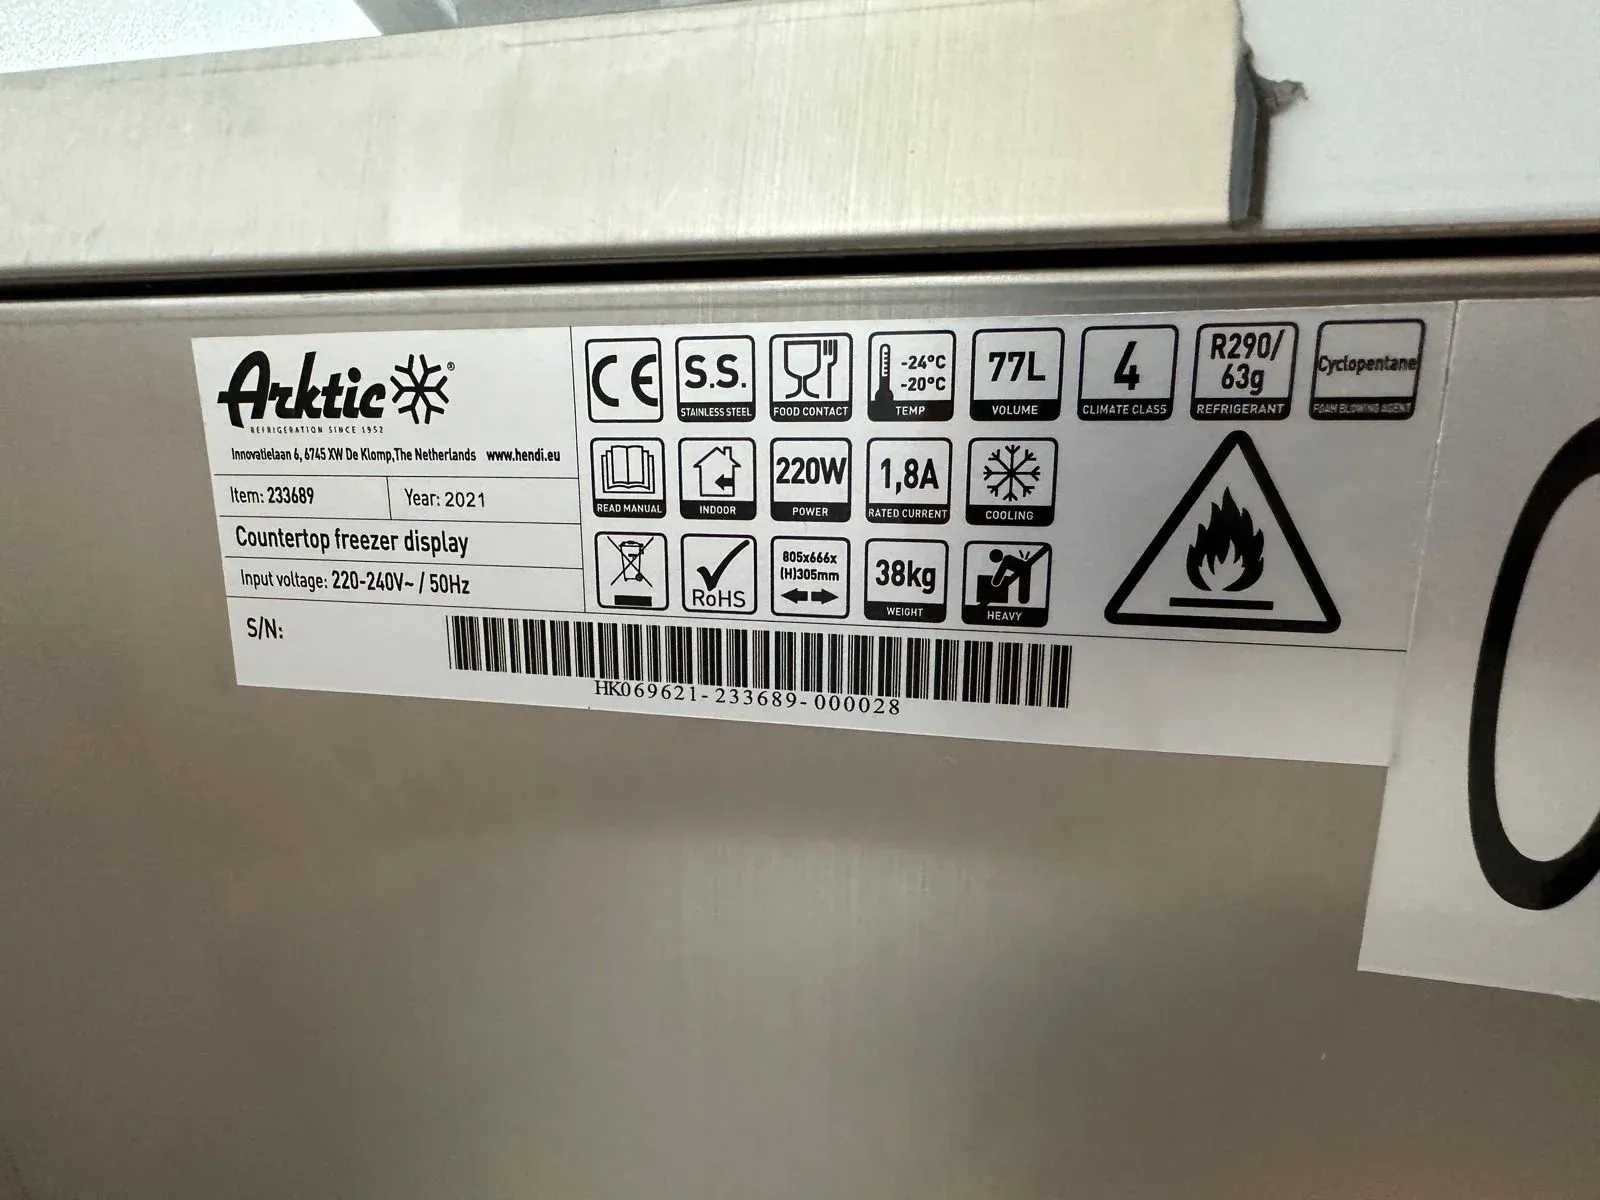 Arktic®
REFRIGERATION SINCE 1952
Innovatielaan 6, 6745 XW De Klomp,The Netherlands www.hendi.eu
Item: 233689 Year: 2021
Countertop freezer display
Input voltage: 220-240V~ / 50Hz
CE
S.S.
STAINLESS STEEL
FOOD CONTACT
-24°C
-20°C
TEMP
77L
VOLUME
4
CLIMATE CLASS
R290/
63g
REFRIGERANT
Cyclopentane
FOAM BLOWING AGENT
READ MANUAL
INDOOR
220W
POWER
1,8A
RATED CURRENT
COOLING
RoHS
805x666x
(H)305mm
38kg
WEIGHT
HEAVY
S/N:
HK069621-233689-000028